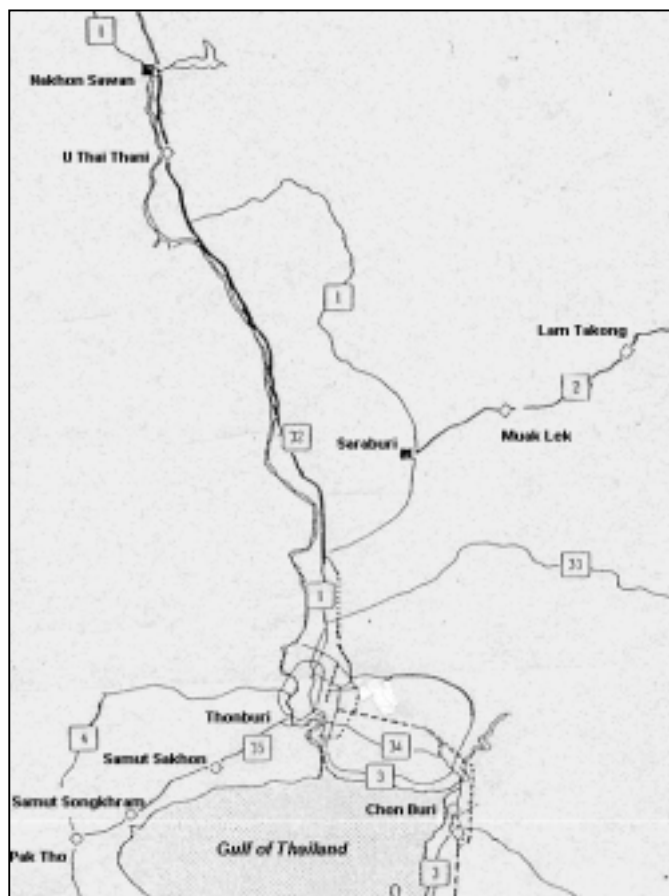 1
Nakhon Sawan
U Thai Thani
1
Lam Takong
2
32
Saraburi
Muak Lek
33
1
Thonburi
4
35
34
Samut Sakhon
3
Samut Songkhram
Chon Buri
Pak Tho
Gulf of Thailand
3